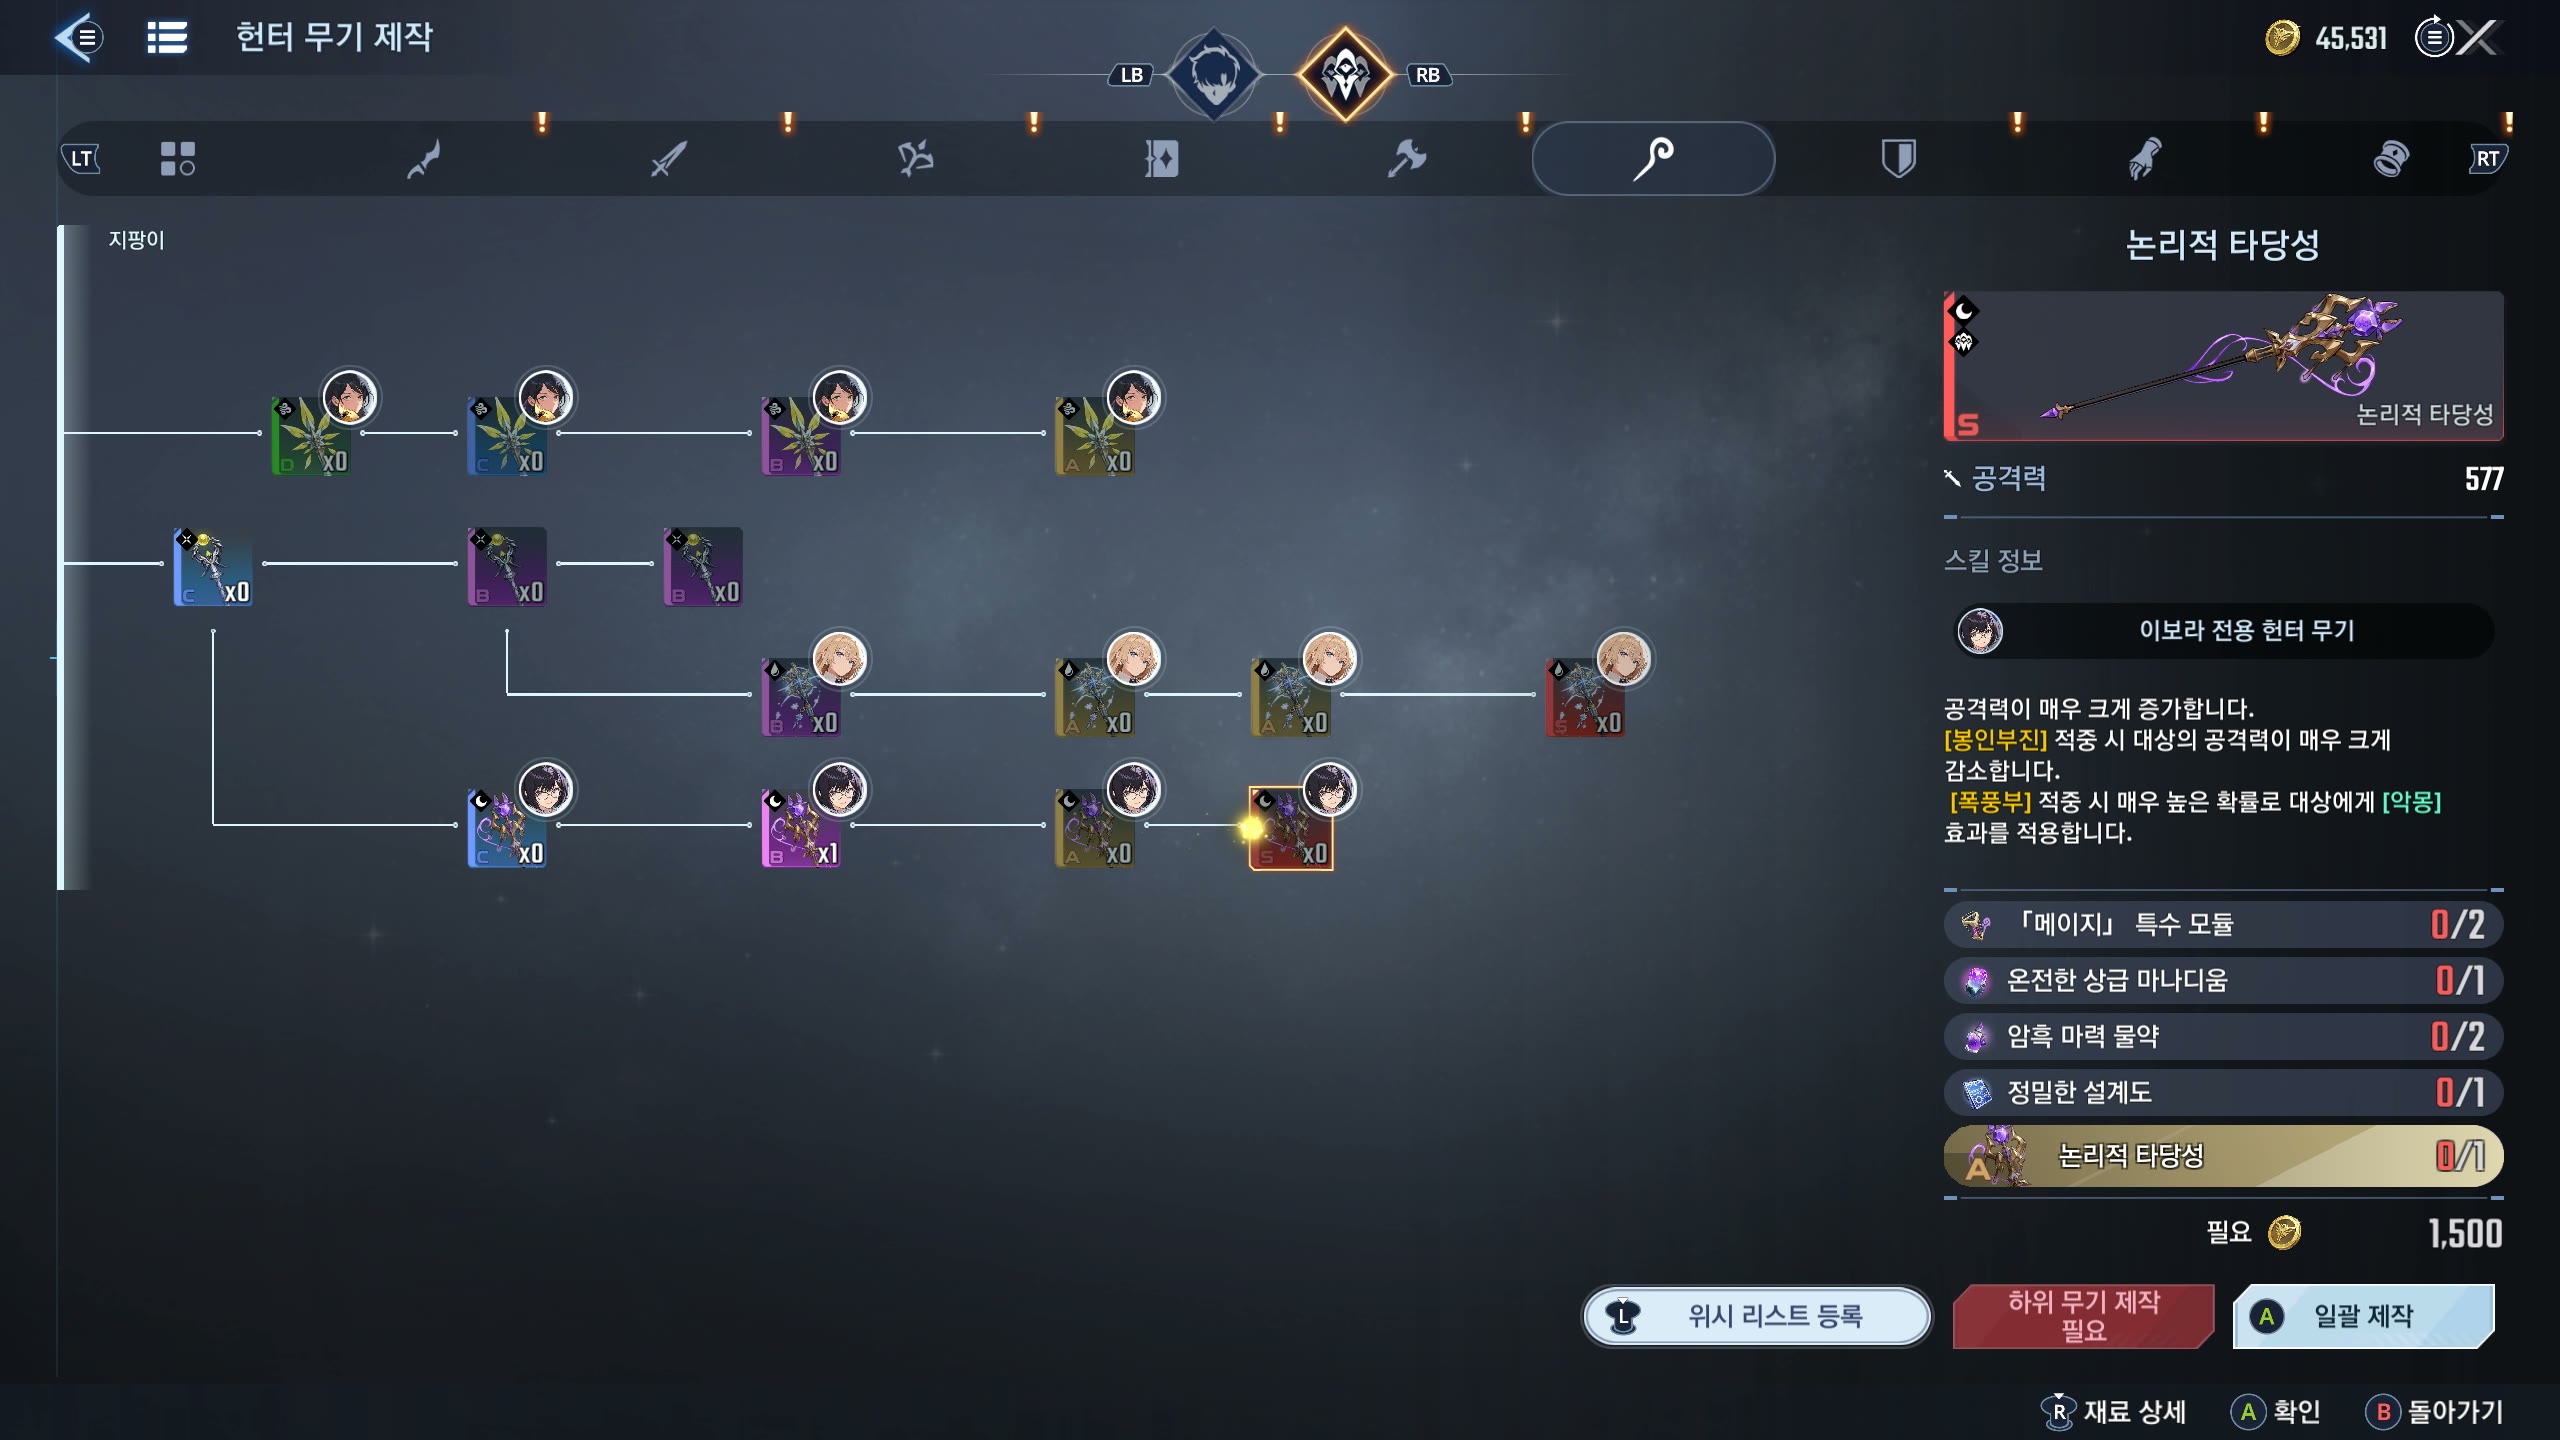 헌터 무기 제작
LB
RB
45,531
LT
RT
지팡이
D x0
C x0
B x0
A x0
C x0
B x0
B x0
B x0
A x0
A x0
S x0
C x0
B x1
A x0
S x0
논리적 타당성
S
논리적 타당성
공격력 577
스킬 정보
이보라 전용 헌터 무기
공격력이 매우 크게 증가합니다.
[봉인부진] 적중 시 대상의 공격력이 매우 크게
감소합니다.
[폭풍부] 적중 시 매우 높은 확률로 대상에게 [악몽]
효과를 적용합니다.
「메이지」 특수 모듈 0/2
온전한 상급 마나디움 0/1
암흑 마력 물약 0/2
정밀한 설계도 0/1
A 논리적 타당성 0/1
필요 1,500
L 위시 리스트 등록
하위 무기 제작
필요
A 일괄 제작
R 재료 상세
A 확인
B 돌아가기